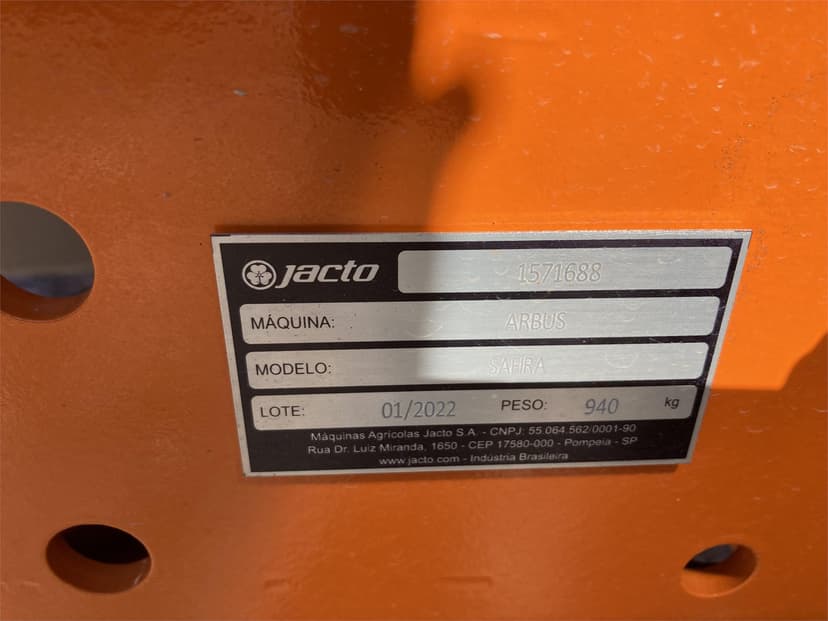 Jacto 1571688
MÁQUINA: ARBUS
MODELO: SAHRA
LOTE: 01/2022 PESO: 940 kg
Máquinas Agrícolas Jacto S.A. - CNPJ: 55.064.562/0001-90
Rua Dr. Luiz Miranda, 1650 - CEP 17580-000 - Pompeia - SP
www.jacto.com - Indústria Brasileira